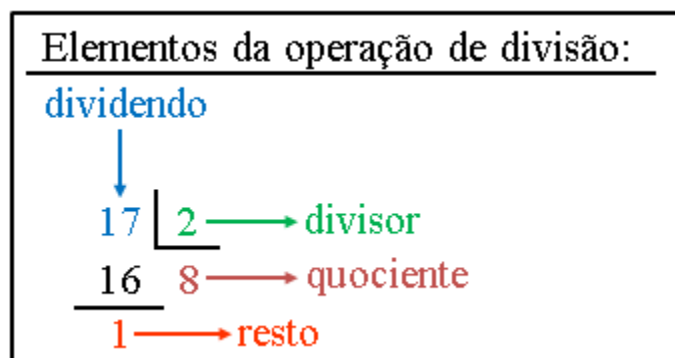 Elementos da operação de divisão:
dividendo
17 2 divisor
16 8 quociente
1 resto